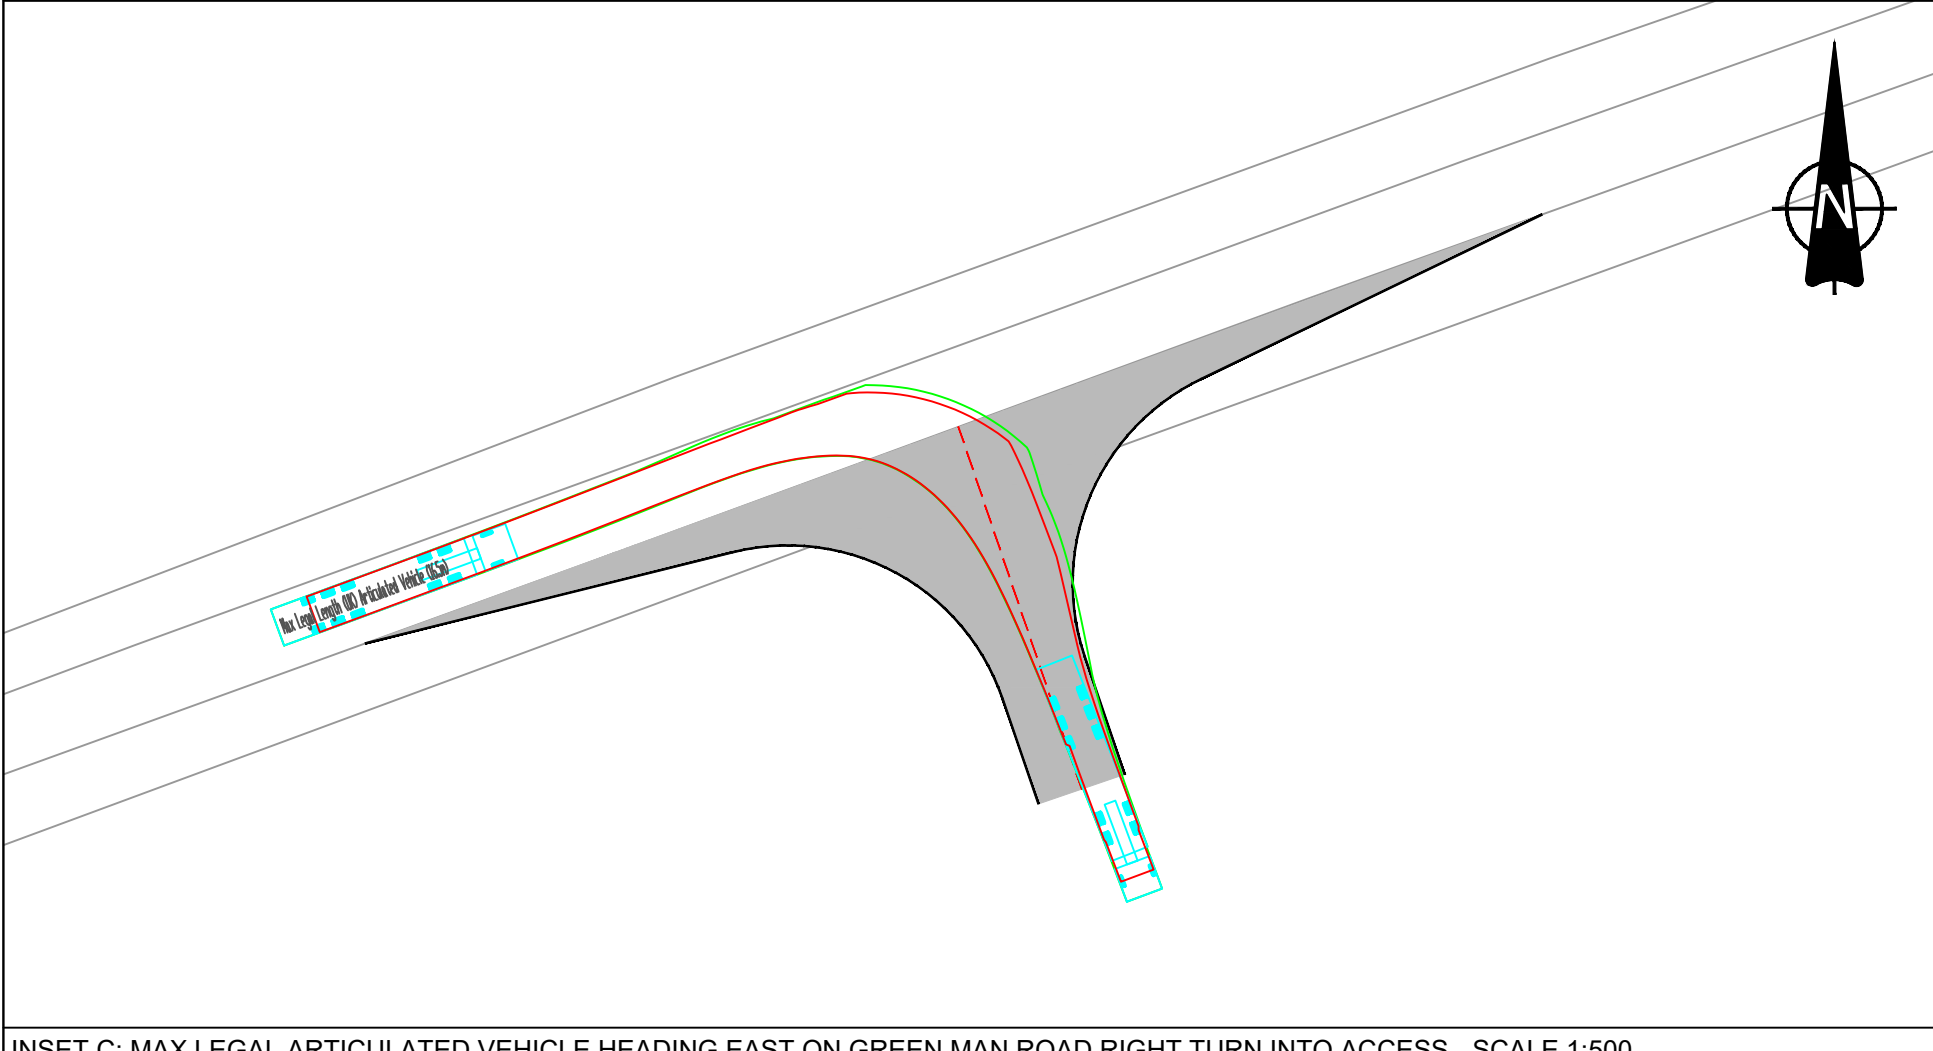 N
Max Legal Length (UK) Articulated Vehicle (16.5m)
INSET C: MAX LEGAL ARTICULATED VEHICLE HEADING EAST ON GREEN MAN ROAD RIGHT TURN INTO ACCESS - SCALE 1:500